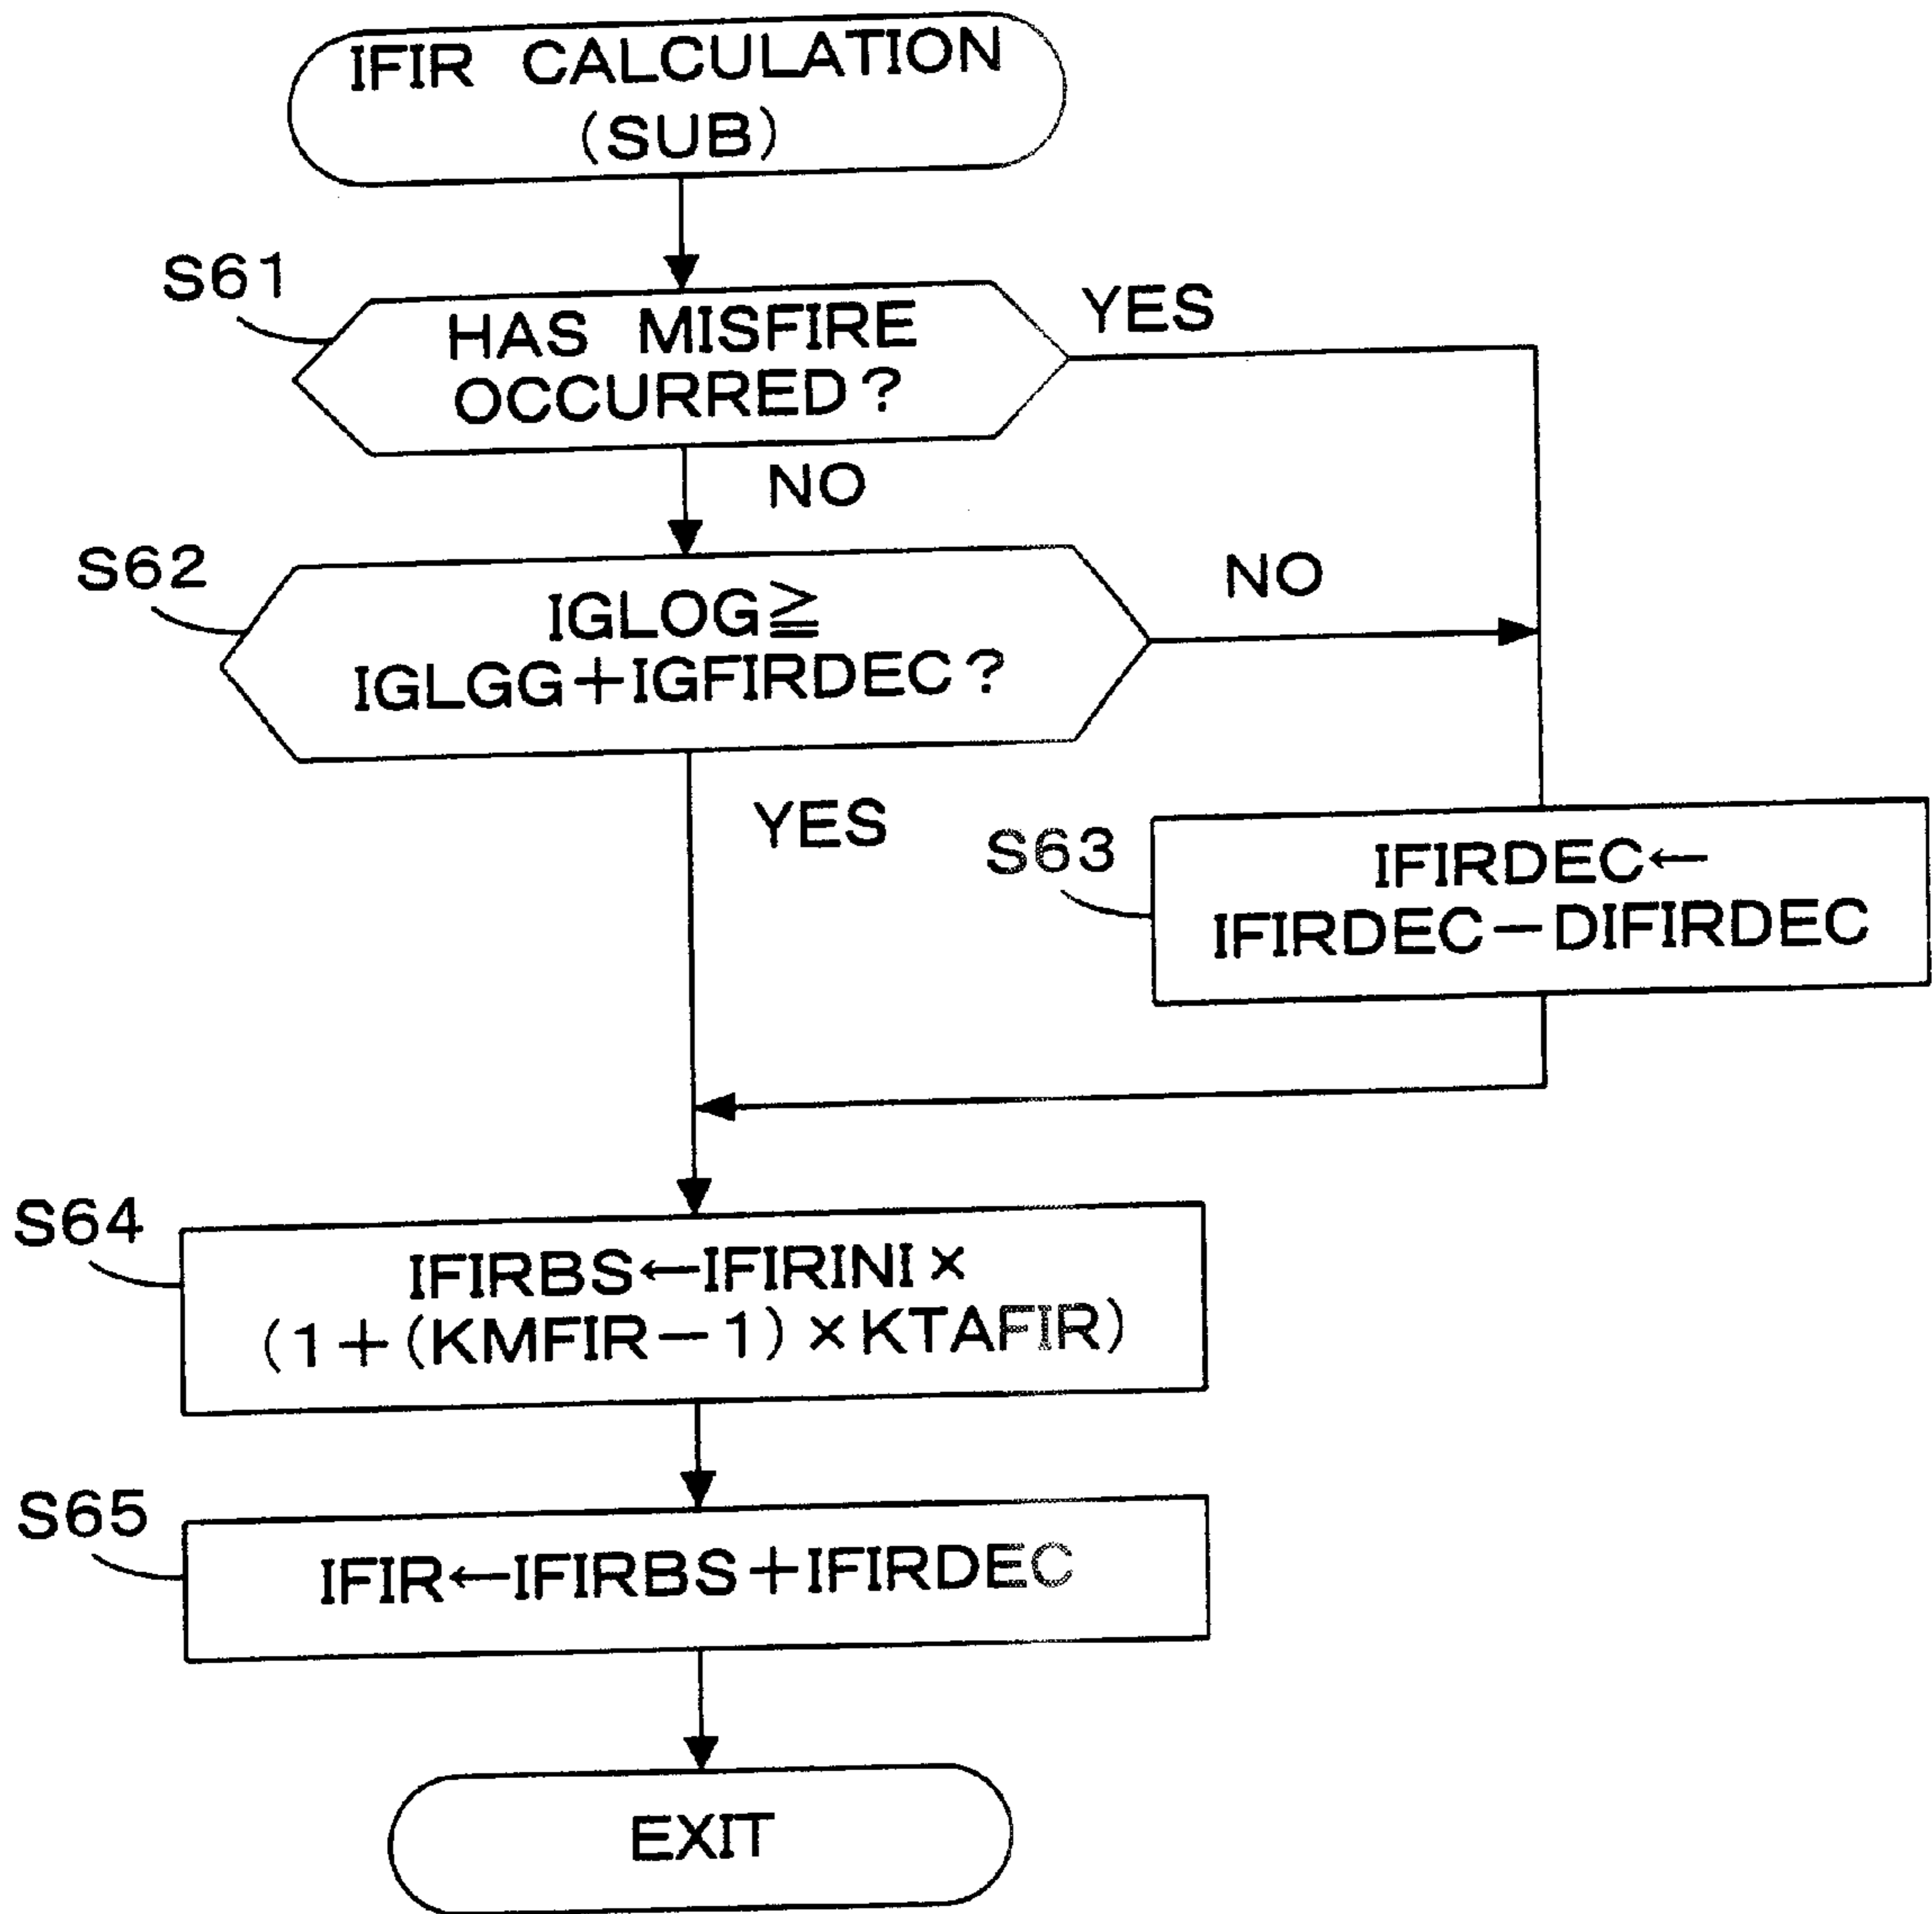 IFIR CALCULATION
(SUB)
S61
HAS MISFIRE
OCCURRED?
YES
NO
S62
IGLOG≧
IGLGG+IGFIRDEC?
NO
YES
S63
IFIRDEC←
IFIRDEC−DIFIRDEC
S64
IFIRBS←IFIRINI×
(1+(KMFIR−1)×KTAFIR)
S65
IFIR←IFIRBS+IFIRDEC
EXIT